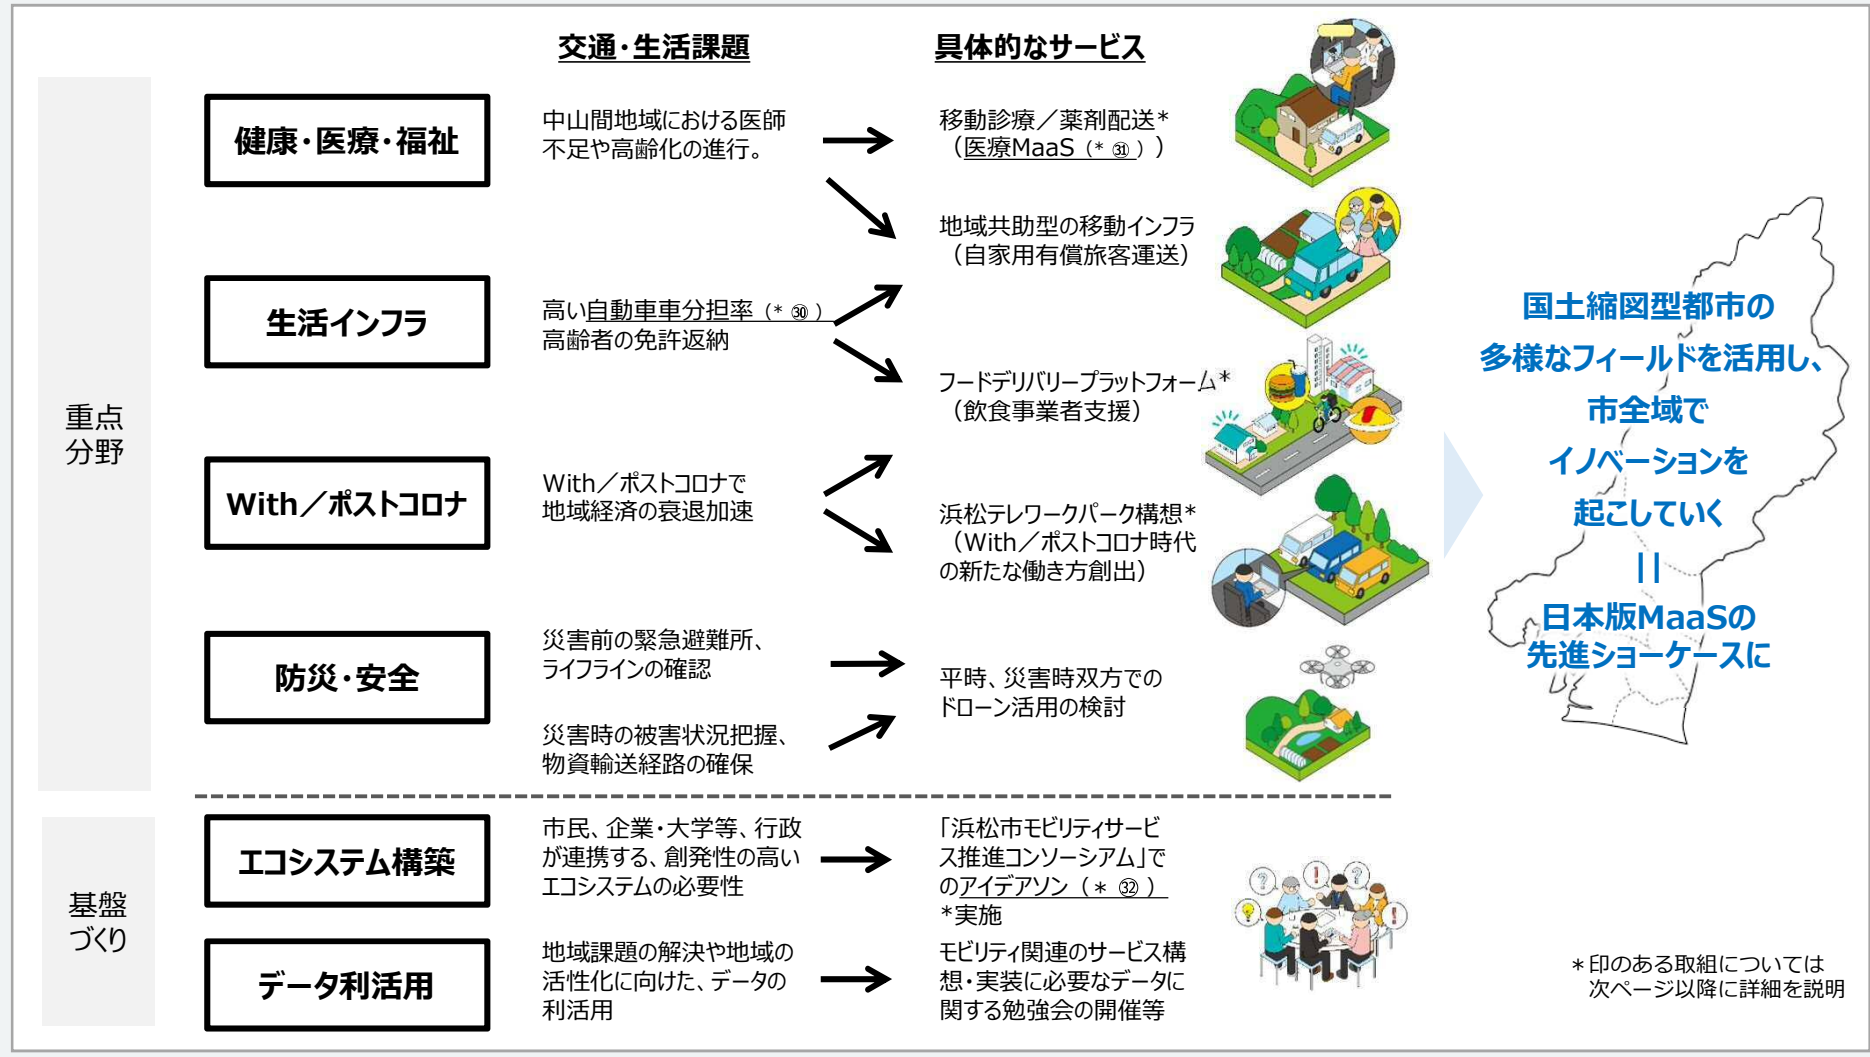 交通・生活課題
具体的なサービス
重点
分野
健康・医療・福祉
中山間地域における医師
不足や高齢化の進行。
移動診療／薬剤配送*
（医療MaaS（* ㉛ ））
地域共助型の移動インフラ
（自家用有償旅客運送）
生活インフラ
高い自動車車分担率（* ㉚ ）
高齢者の免許返納
フードデリバリープラットフォーム*
（飲食事業者支援）
With／ポストコロナ
With／ポストコロナで
地域経済の衰退加速
浜松テレワークパーク構想*
（With／ポストコロナ時代
の新たな働き方創出）
防災・安全
災害前の緊急避難所、
ライフラインの確認
災害時の被害状況把握、
物資輸送経路の確保
平時、災害時双方での
ドローン活用の検討
基盤
づくり
エコシステム構築
市民、企業・大学等、行政
が連携する、創発性の高い
エコシステムの必要性
「浜松市モビリティサービ
ス推進コンソーシアム」で
のアイデアソン（* ㉜ ）
*実施
データ利活用
地域課題の解決や地域の
活性化に向けた、データの
利活用
モビリティ関連のサービス構
想・実装に必要なデータに
関する勉強会の開催等
? ! ? !
国土縮図型都市の
多様なフィールドを活用し、
市全域で
イノベーションを
起こしていく
||
日本版MaaSの
先進ショーケースに
*印のある取組については
次ページ以降に詳細を説明